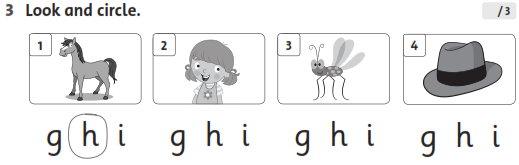 3 Look and circle. /3
1 2 3 4
g h i g h i g h i g h i